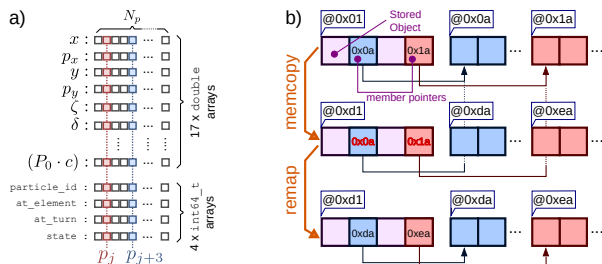 a)
N_p
x :
p_x :
y :
p_y :
ζ :
δ :
(P_0 · c) :
17 x double
arrays
particle_id :
at_element :
at_turn :
state :
4 x int64_t
arrays
p_j
p_{j+3}
b)
@0x01
@0x0a
@0x1a
Stored
Object
0x0a
0x1a
member pointers
memcopy
@0xd1
@0xda
@0xea
0x0a
0x1a
remap
@0xd1
@0xda
@0xea
0xda
0xea